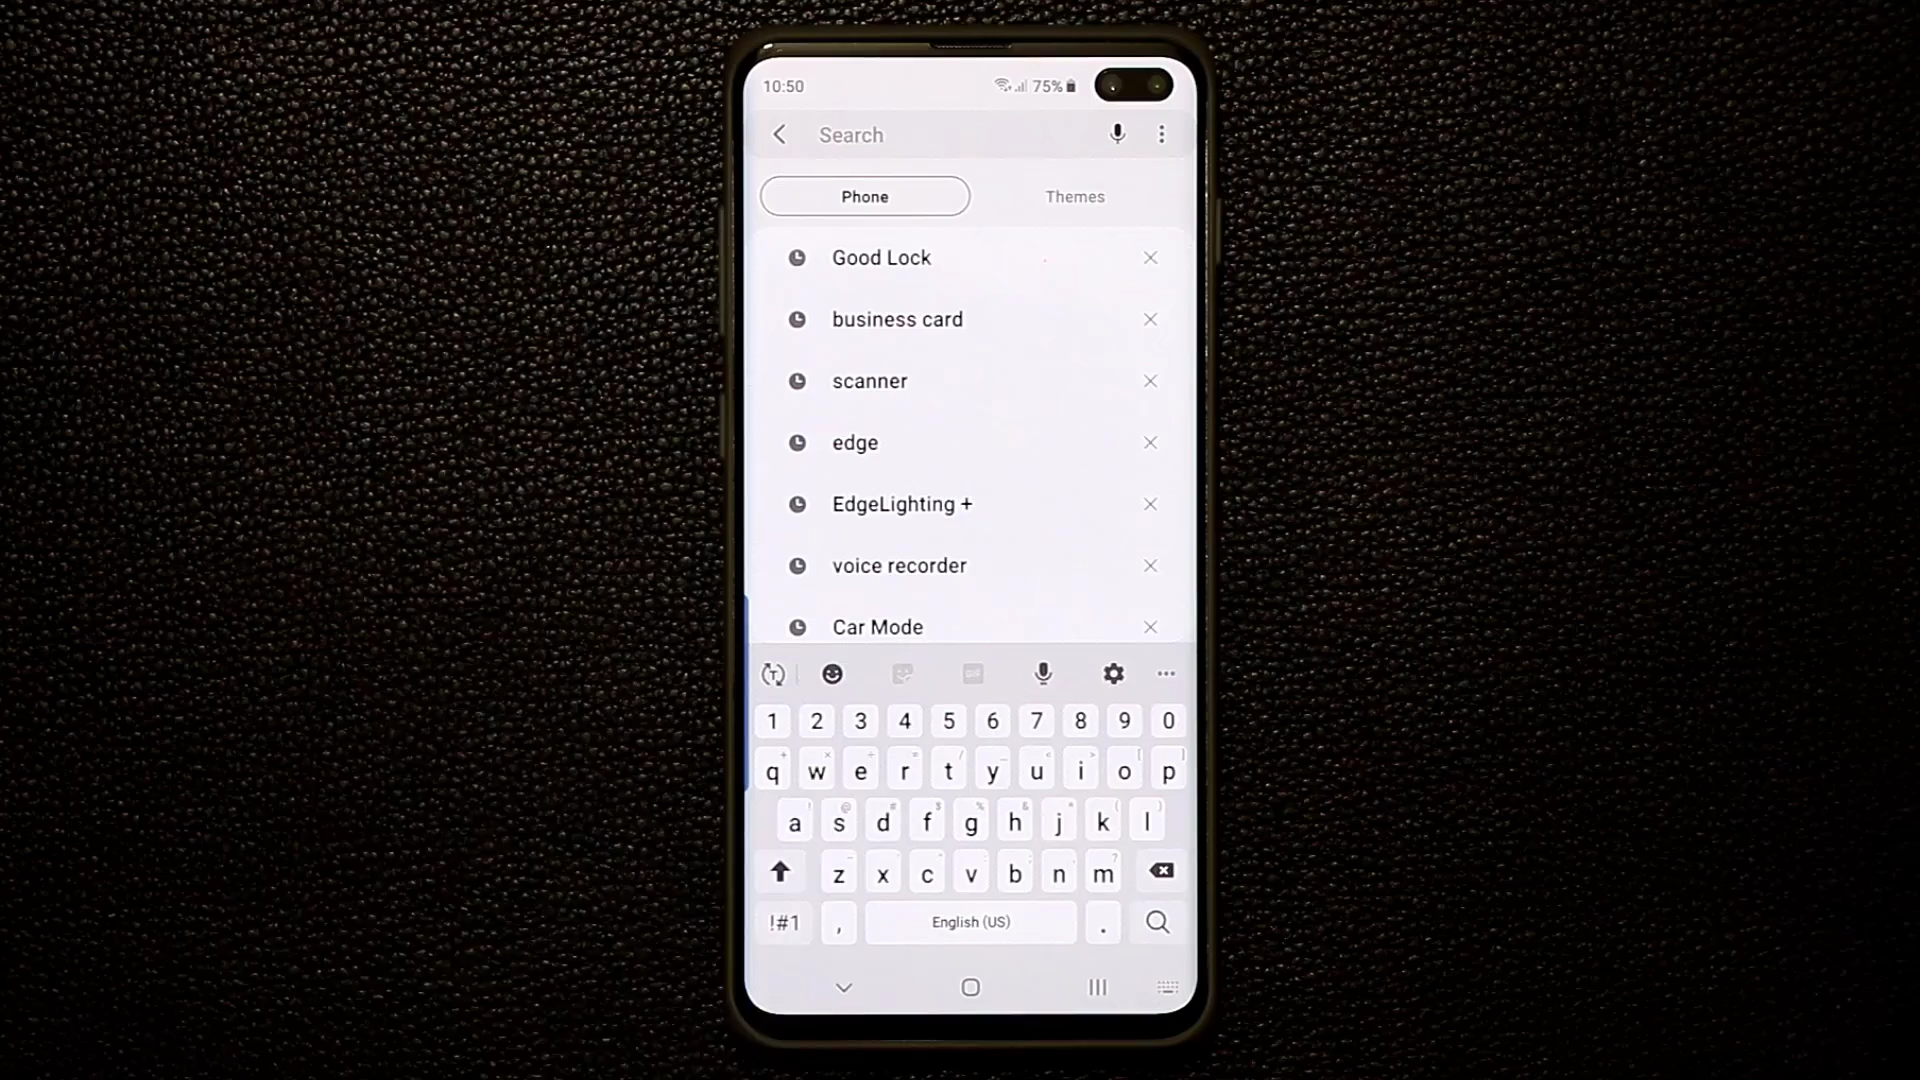 10:50 75%
Search
Phone Themes
Good Lock
business card
scanner
edge
EdgeLighting +
voice recorder
Car Mode
1 2 3 4 5 6 7 8 9 0
q w e r t y u i o p
a s d f g h j k l
z x c v b n m
!#1 , English (US) .